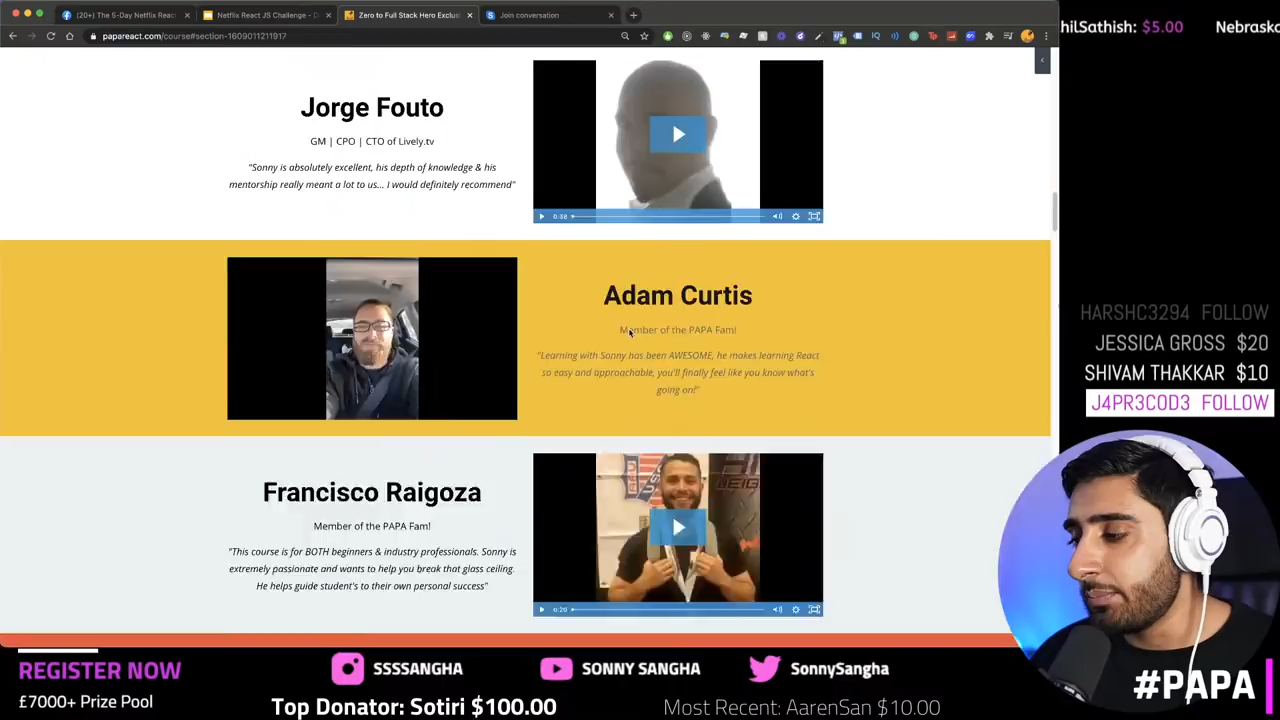 (20+) The 5-Day Netflix Reac
Netflix React JS Challenge - D
Zero to Full Stack Hero Exclus
Join conversation
papareact.com/course#section-1609011211917
hilSathish: $5.00 Nebrask
Jorge Fouto
GM | CPO | CTO of Lively.tv
"Sonny is absolutely excellent, his depth of knowledge & his
mentorship really meant a lot to us... I would definitely recommend"
0:38
Adam Curtis
Member of the PAPA Fam!
"Learning with Sonny has been AWESOME, he makes learning React
so easy and approachable, you'll finally feel like you know what's
going on!"
HARSHC3294 FOLLOW
JESSICA GROSS $20
SHIVAM THAKKAR $10
J4PR3C0D3 FOLLOW
Francisco Raigoza
Member of the PAPA Fam!
"This course is for BOTH beginners & industry professionals. Sonny is
extremely passionate and wants to help you break that glass ceiling.
He helps guide student's to their own personal success"
0:20
REGISTER NOW
£7000+ Prize Pool
SSSSANGHA
SONNY SANGHA
SonnySangha
Top Donator: Sotiri $100.00
Most Recent: AarenSan $10.00
#PAPA